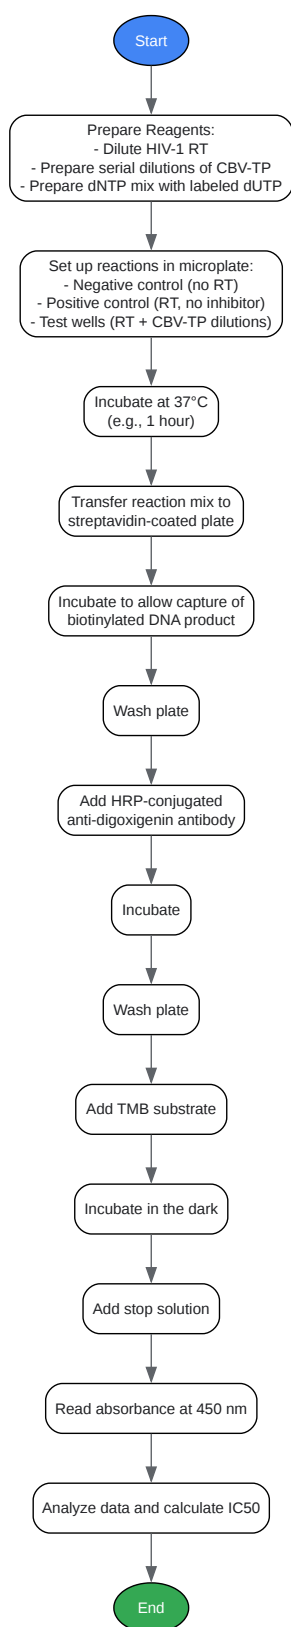 Start
Prepare Reagents:
- Dilute HIV-1 RT
- Prepare serial dilutions of CBV-TP
- Prepare dNTP mix with labeled dUTP
Set up reactions in microplate:
- Negative control (no RT)
- Positive control (RT, no inhibitor)
- Test wells (RT + CBV-TP dilutions)
Incubate at 37°C
(e.g., 1 hour)
Transfer reaction mix to
streptavidin-coated plate
Incubate to allow capture of
biotinylated DNA product
Wash plate
Add HRP-conjugated
anti-digoxigenin antibody
Incubate
Wash plate
Add TMB substrate
Incubate in the dark
Add stop solution
Read absorbance at 450 nm
Analyze data and calculate IC50
End